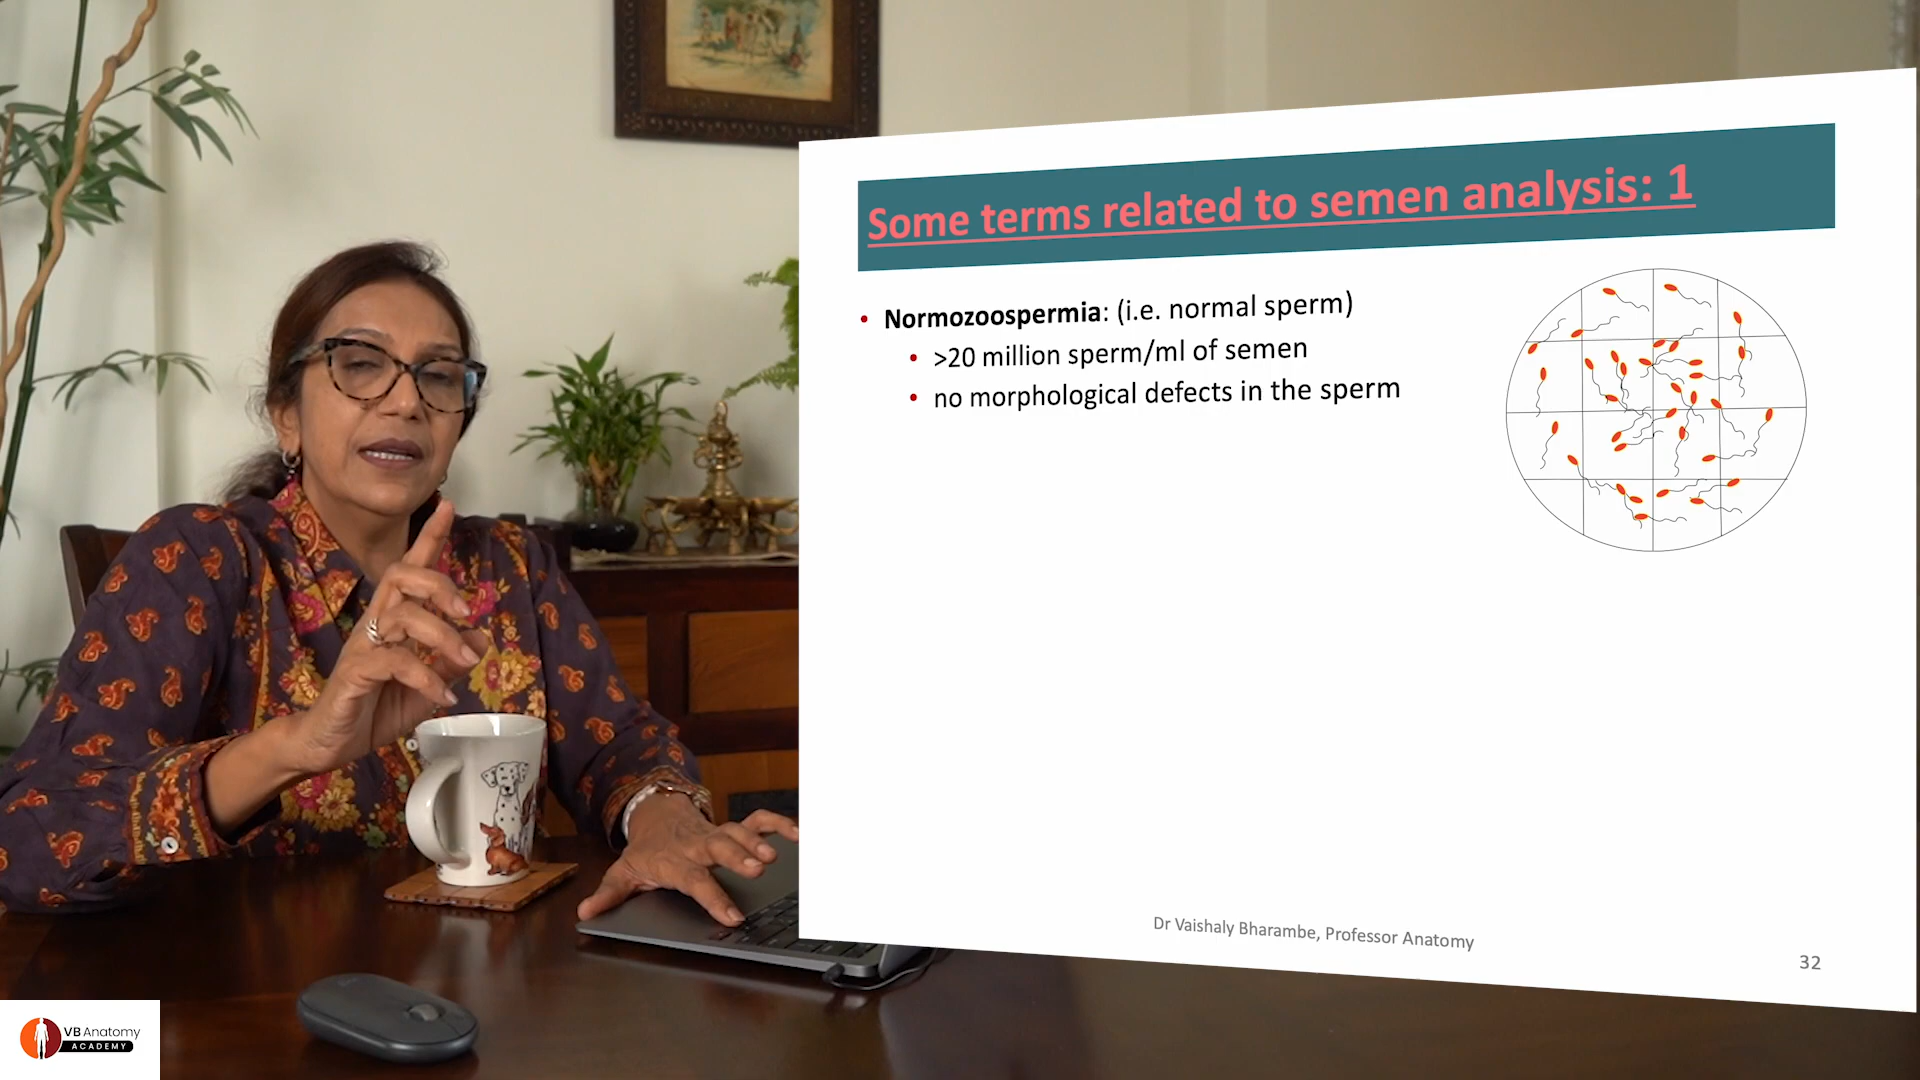 Some terms related to semen analysis: 1
• Normozoospermia: (i.e. normal sperm)
• >20 million sperm/ml of semen
• no morphological defects in the sperm
Dr Vaishaly Bharambe, Professor Anatomy
32
VB Anatomy
ACADEMY